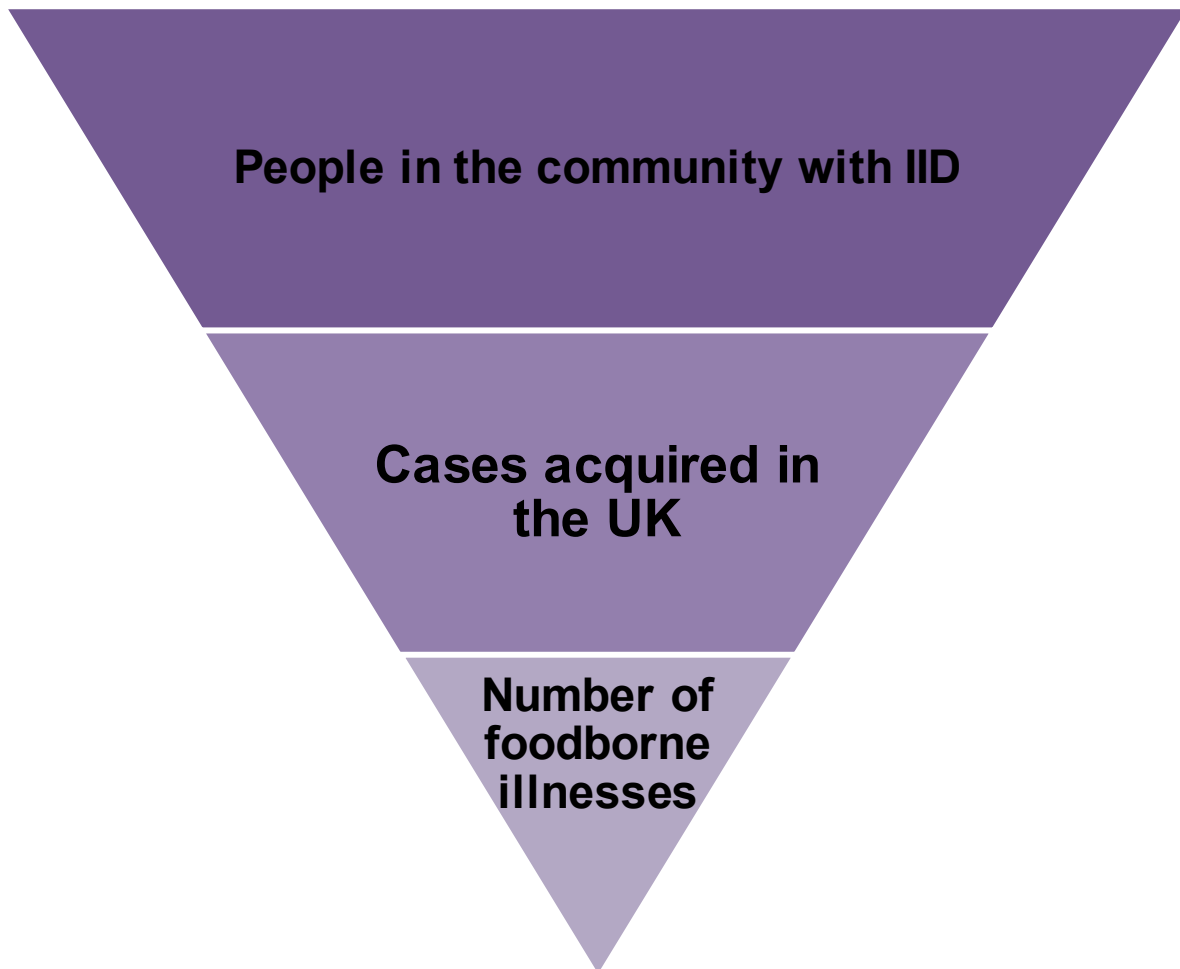 People in the community with IID
Cases acquired in
the UK
Number of
foodborne
illnesses